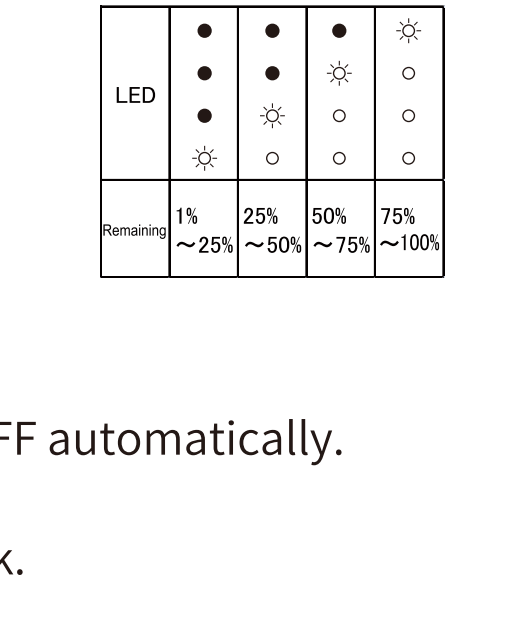 LED
Remaining
1%
～25%
25%
～50%
50%
～75%
75%
～100%
FF automatically.
k.